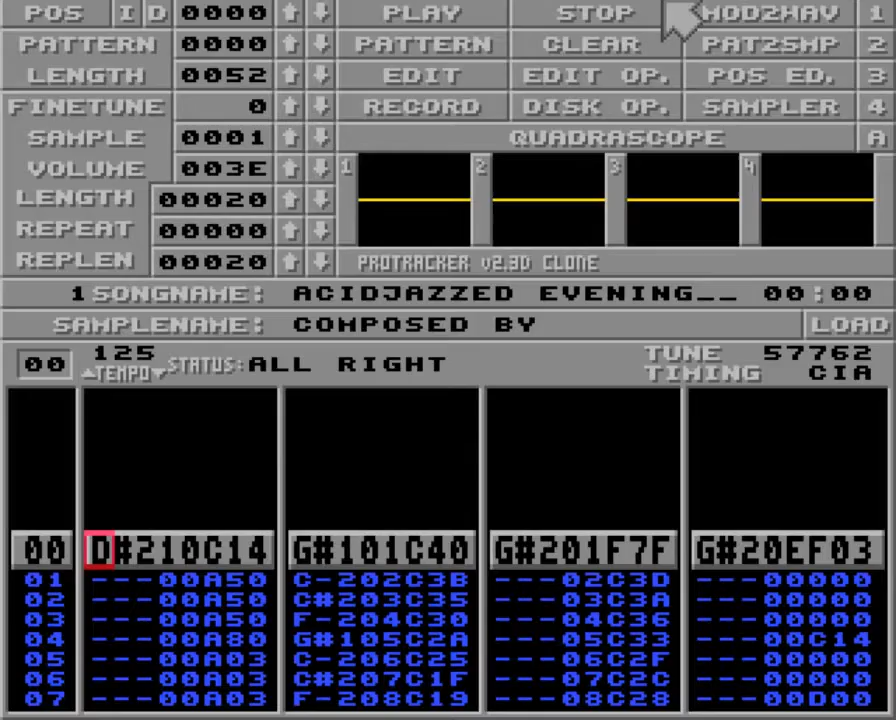 POS I D 0000 PLAY STOP MOD2WAV 1
PATTERN 0000 PATTERN CLEAR PAT2SMP 2
LENGTH 0052 EDIT EDIT OP. POS ED. 3
FINETUNE 0 RECORD DISK OP. SAMPLER 4
SAMPLE 0001 QUADRASCOPE A
VOLUME 003E 1 2 3 4
LENGTH 00020
REPEAT 00000
REPLEN 00020 PROTRACKER v2.3D CLONE
1 SONGNAME: ACIDJAZZED EVENING__ 00:00
SAMPLENAME: COMPOSED BY LOAD
00 125 TEMPO STATUS: ALL RIGHT TUNE 57762
TIMING CIA
00 D#210C14 G#101C40 G#201F7F G#20EF03
01 ---00A50 C-202C3B ---02C3D ---00000
02 ---00A50 C#203C35 ---03C3A ---00000
03 ---00A50 F-204C30 ---04C36 ---00000
04 ---00A80 G#105C2A ---05C33 ---00C14
05 ---00A03 C-206C25 ---06C2F ---00000
06 ---00A03 C#207C1F ---07C2C ---00000
07 ---00A03 F-208C19 ---08C28 ---00D00